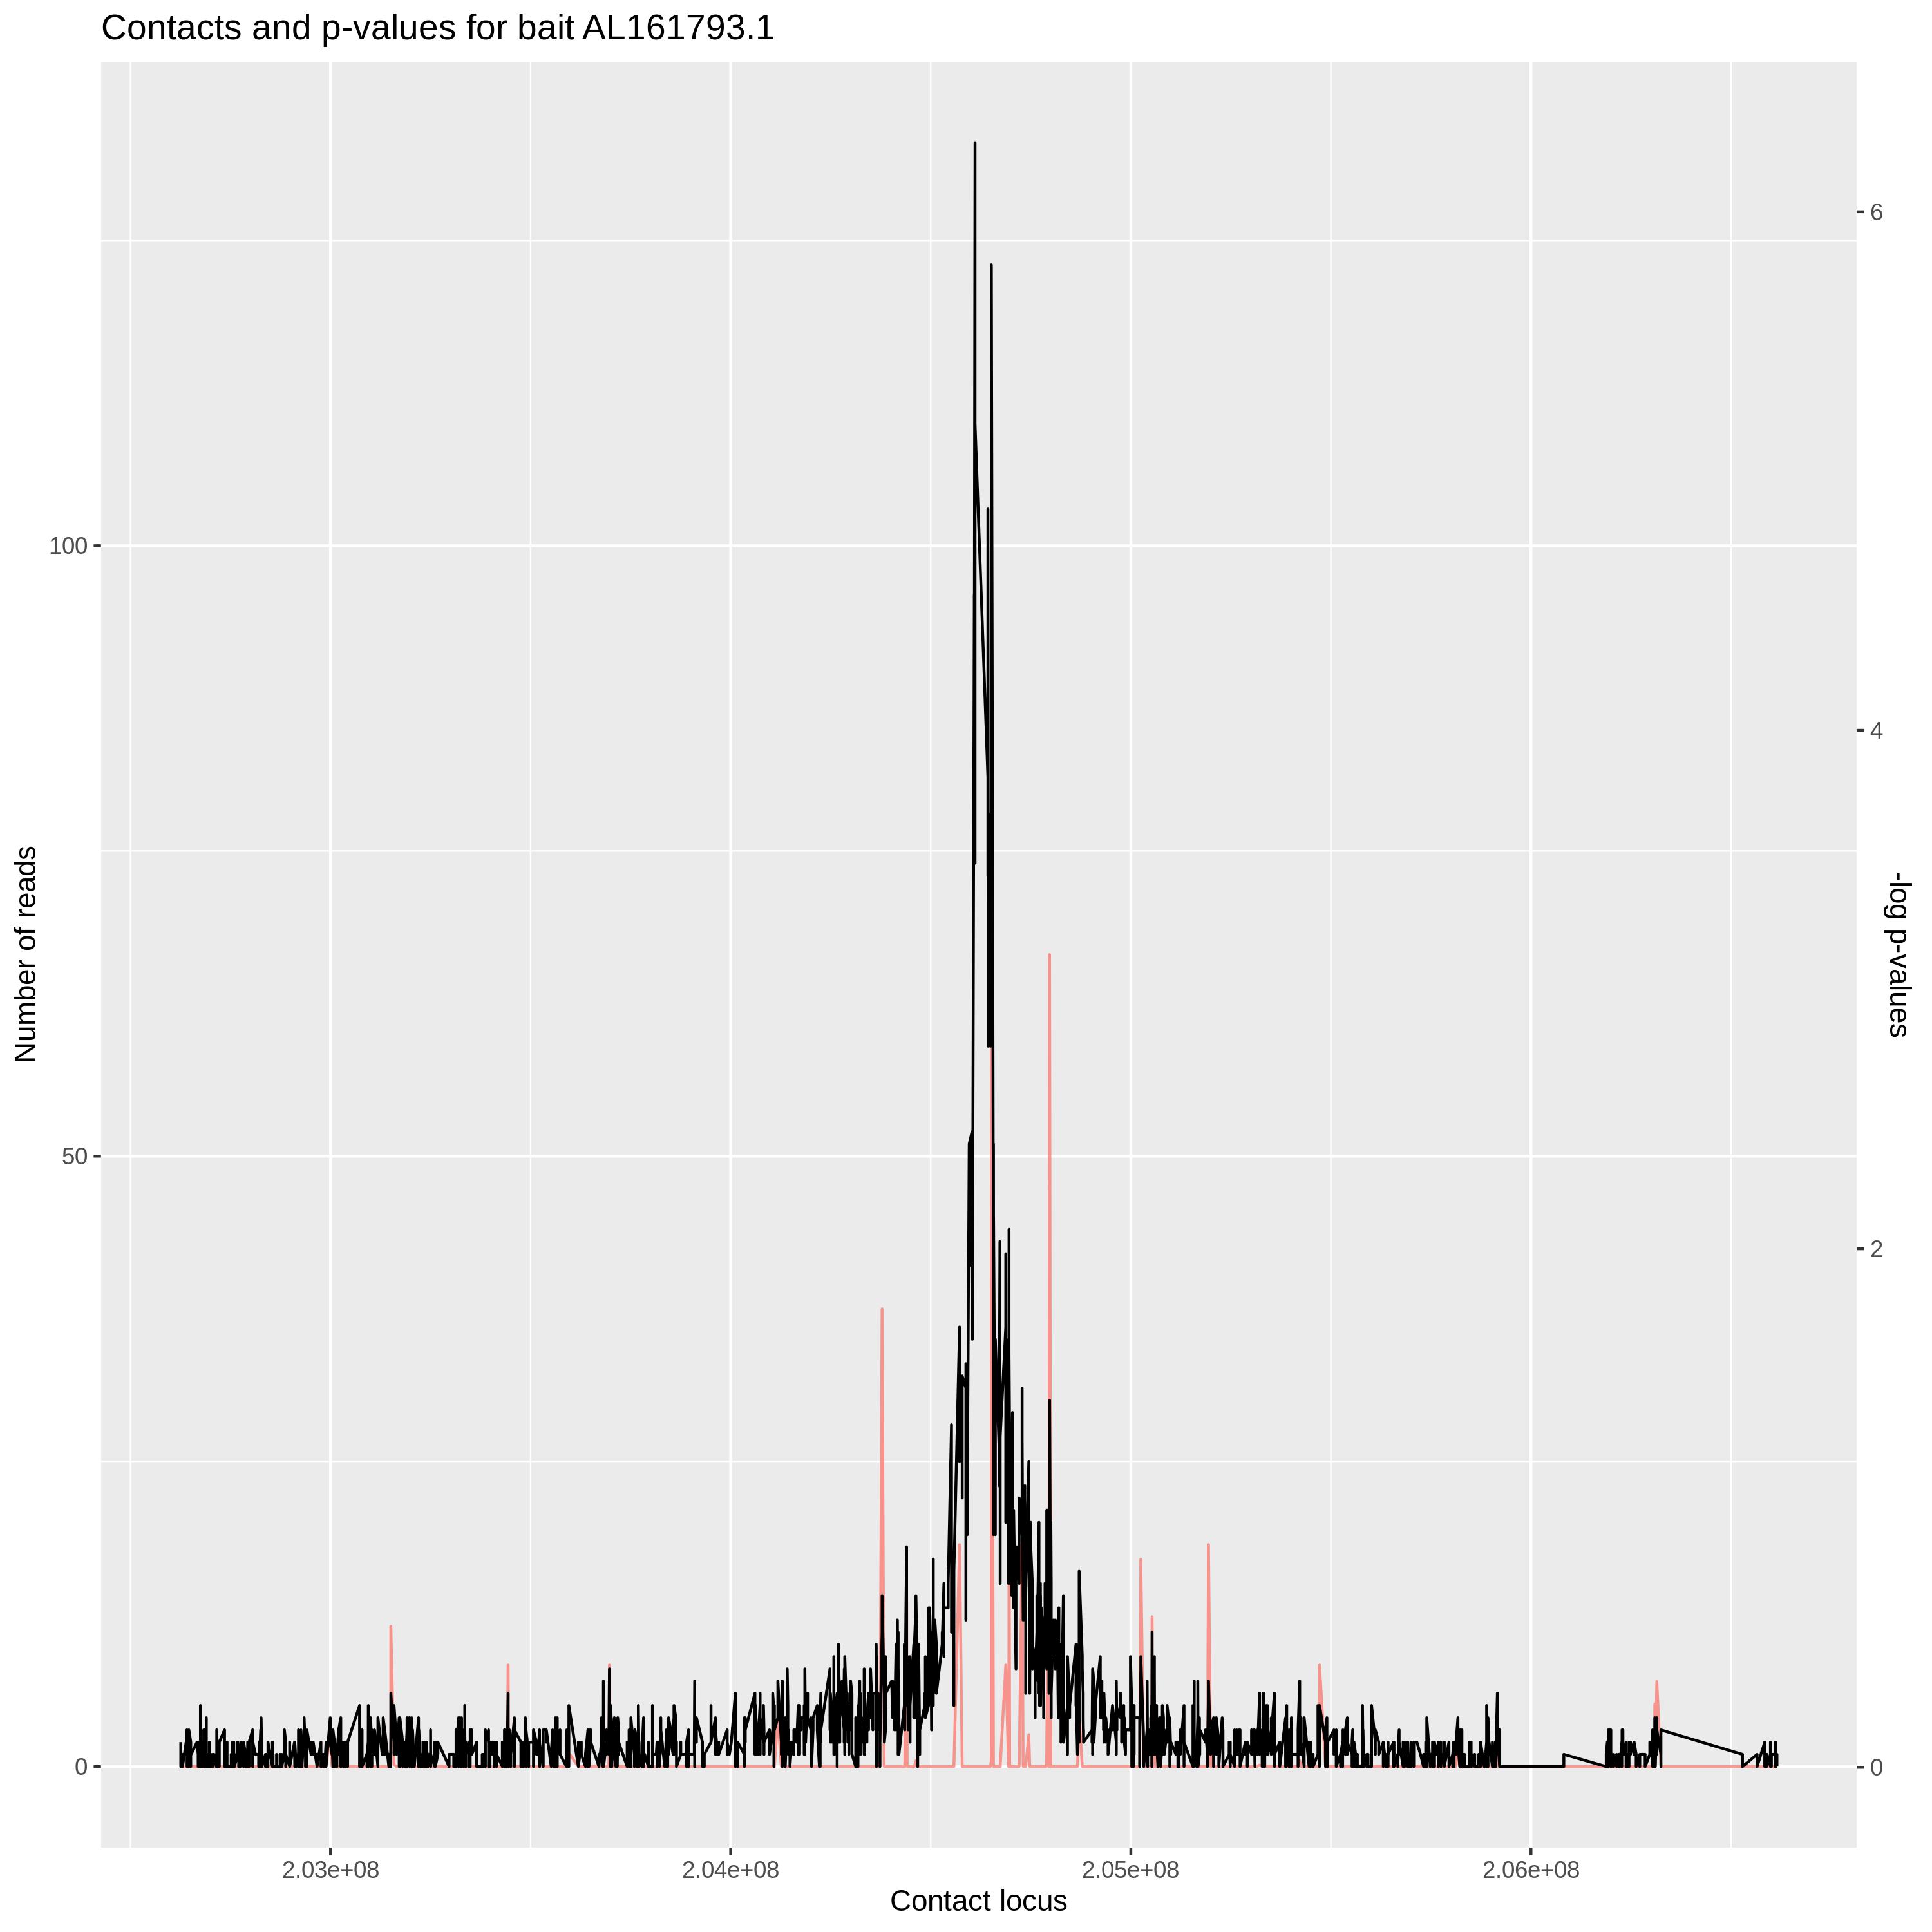 Contacts and p-values for bait AL161793.1
Number of reads
100
50
0
6
4
2
0
-log p-values
2.03e+08 2.04e+08 2.05e+08 2.06e+08
Contact locus